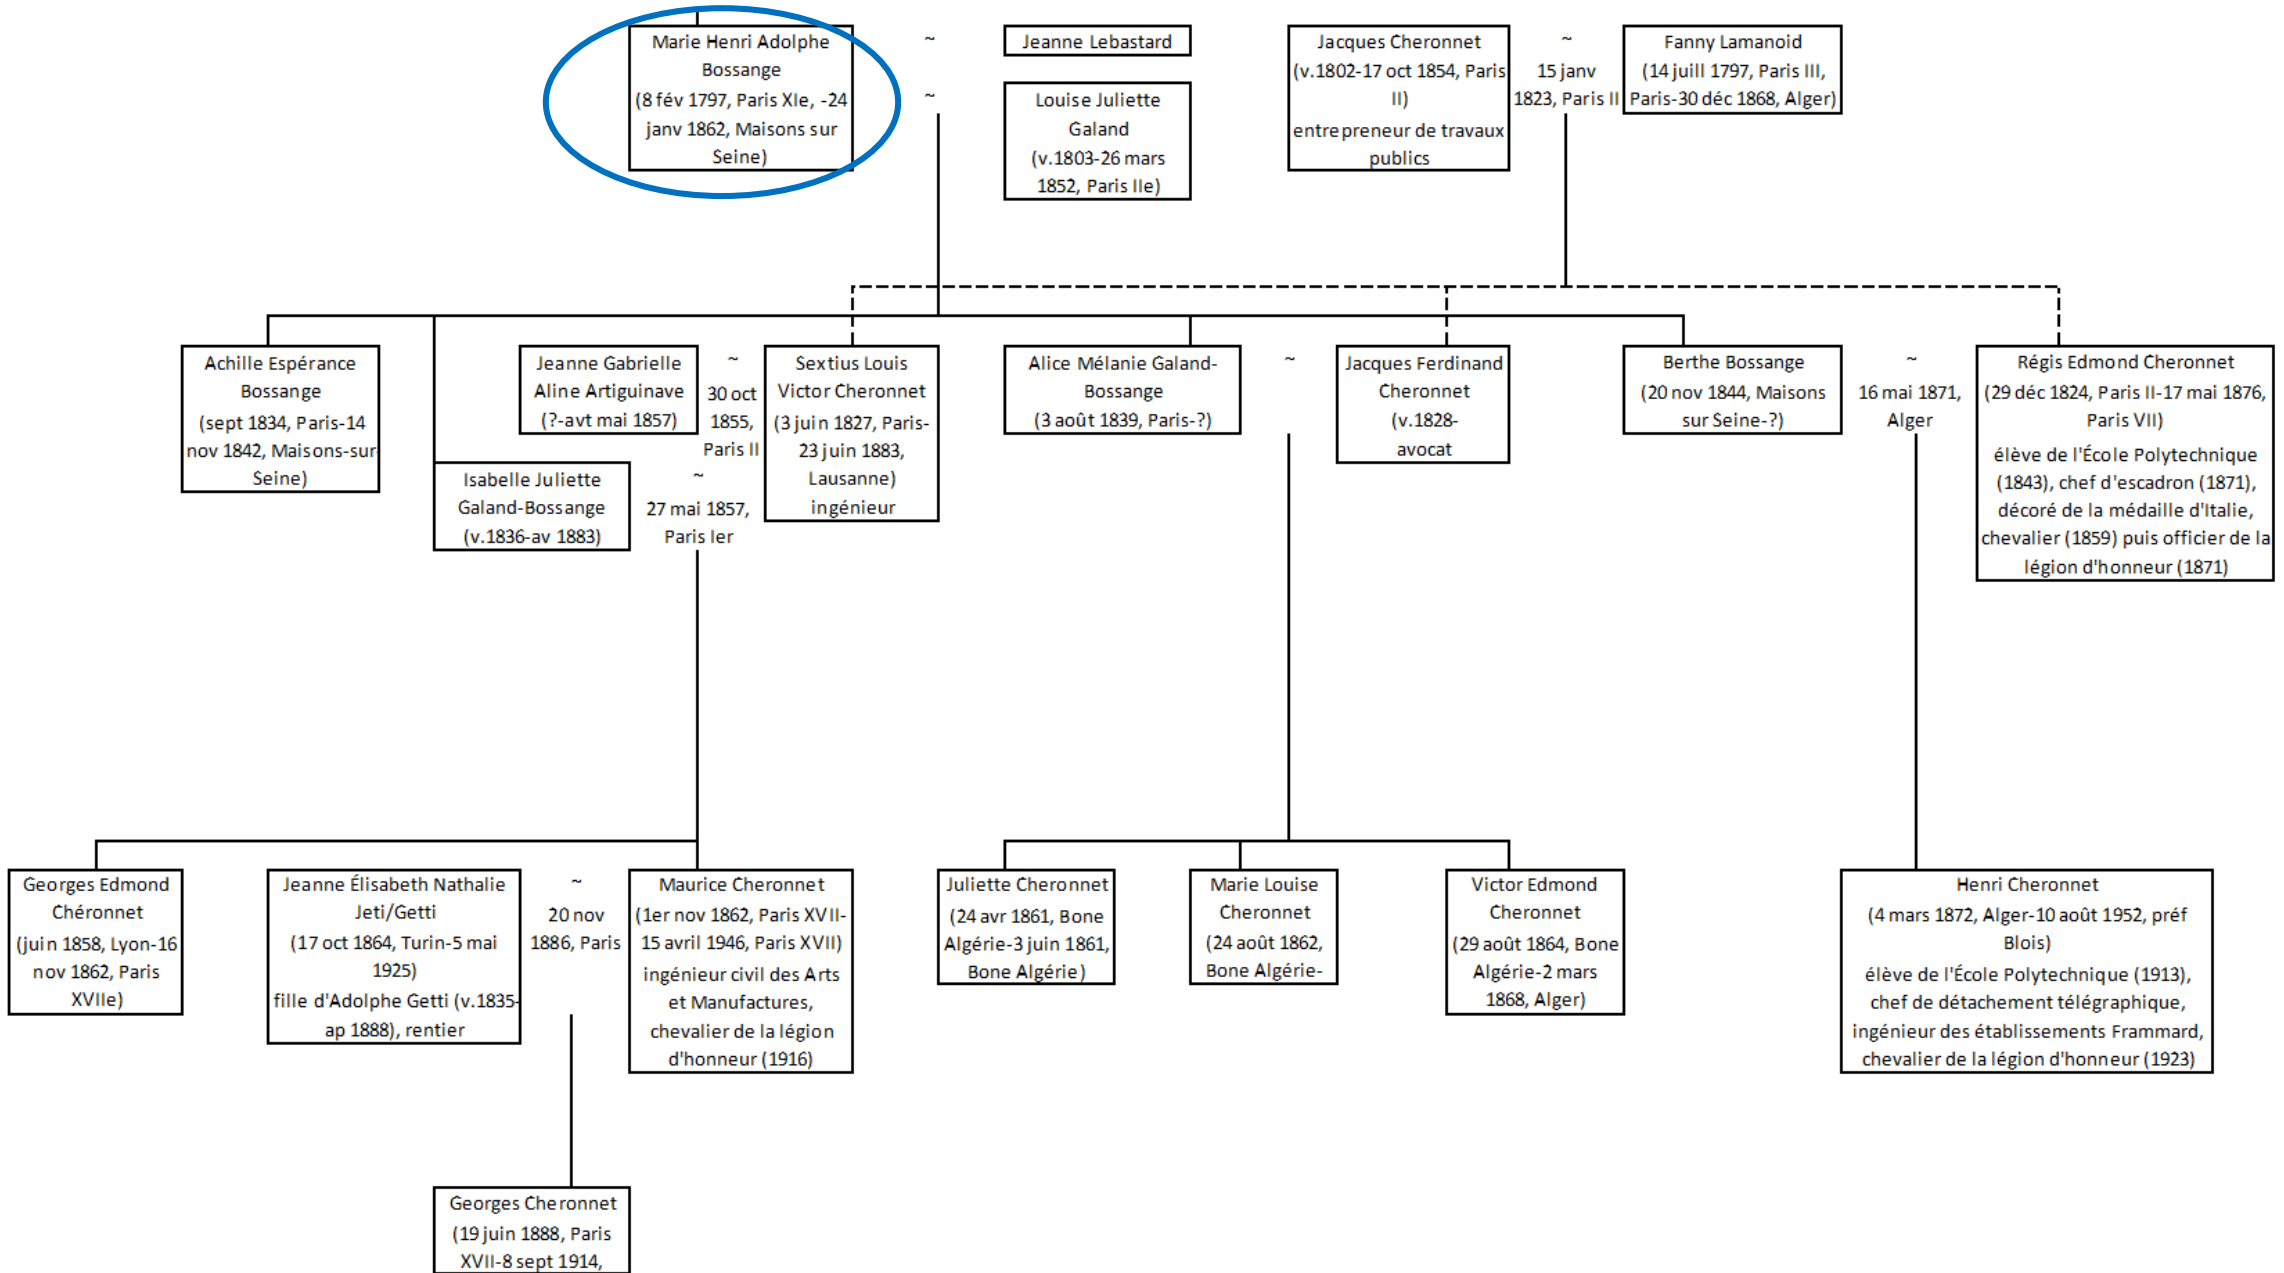 Marie Henri Adolphe
Bossange
(8 fév 1797, Paris XIe, -24
janv 1862, Maisons sur
Seine)
~
~
Jeanne Lebastard
Louise Juliette
Galand
(v.1803-26 mars
1852, Paris IIe)
Jacques Cheronnet
(v.1802-17 oct 1854, Paris
II)
entrepreneur de travaux
publics
~
15 janv
1823, Paris II
Fanny Lamanoid
(14 juill 1797, Paris III,
Paris-30 déc 1868, Alger)
Achille Espérance
Bossange
(sept 1834, Paris-14
nov 1842, Maisons-sur
Seine)
Isabelle Juliette
Galand-Bossange
(v.1836-av 1883)
Jeanne Gabrielle
Aline Artiguinave
(?-avt mai 1857)
~
30 oct
1855,
Paris II
~
27 mai 1857,
Paris Ier
Sextius Louis
Victor Cheronnet
(3 juin 1827, Paris-
23 juin 1883,
Lausanne)
ingénieur
Alice Mélanie Galand-
Bossange
(3 août 1839, Paris-?)
~
Jacques Ferdinand
Cheronnet
(v.1828-
avocat
Berthe Bossange
(20 nov 1844, Maisons
sur Seine-?)
~
16 mai 1871,
Alger
Régis Edmond Cheronnet
(29 déc 1824, Paris II-17 mai 1876,
Paris VII)
élève de l'École Polytechnique
(1843), chef d'escadron (1871),
décoré de la médaille d'Italie,
chevalier (1859) puis officier de la
légion d'honneur (1871)
Georges Edmond
Chéronnet
(juin 1858, Lyon-16
nov 1862, Paris
XVIIe)
Jeanne Élisabeth Nathalie
Jeti/Getti
(17 oct 1864, Turin-5 mai
1925)
fille d'Adolphe Getti (v.1835-
ap 1888), rentier
~
20 nov
1886, Paris
Maurice Cheronnet
(1er nov 1862, Paris XVII-
15 avril 1946, Paris XVII)
ingénieur civil des Arts
et Manufactures,
chevalier de la légion
d'honneur (1916)
Juliette Cheronnet
(24 avr 1861, Bone
Algérie-3 juin 1861,
Bone Algérie)
Marie Louise
Cheronnet
(24 août 1862,
Bone Algérie-
Victor Edmond
Cheronnet
(29 août 1864, Bone
Algérie-2 mars
1868, Alger)
Henri Cheronnet
(4 mars 1872, Alger-10 août 1952, préf
Blois)
élève de l'École Polytechnique (1913),
chef de détachement télégraphique,
ingénieur des établissements Frammard,
chevalier de la légion d'honneur (1923)
Georges Cheronnet
(19 juin 1888, Paris
XVII-8 sept 1914,